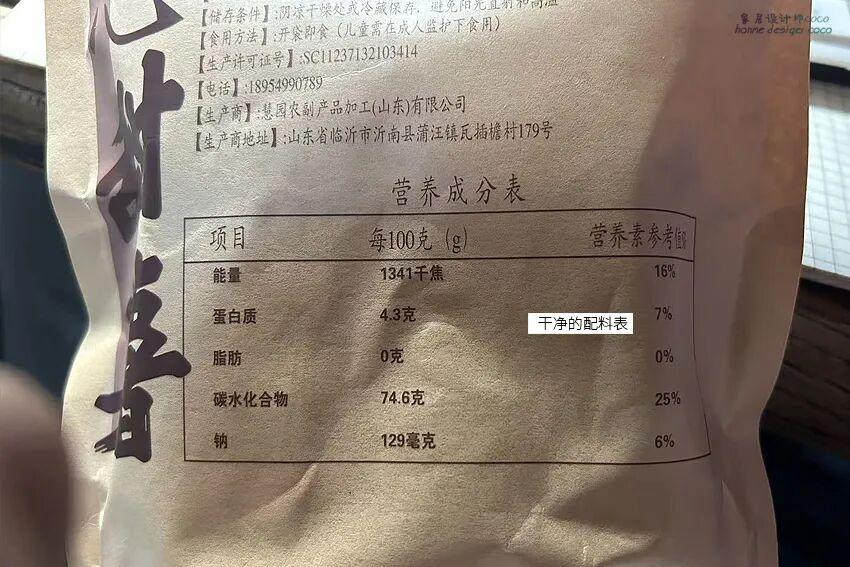 家居设计师coco
home desiger coco
【储存条件】:阴凉干燥处或冷藏保存，避免阳光直射和高温
【食用方法】:开袋即食（儿童需在成人监护下食用）
【生产许可证号】:SC11237132103414
【电话】:18954990789
【生产商】:慧园农副产品加工(山东)有限公司
【生产商地址】:山东省临沂市沂南县蒲汪镇瓦插檐村179号
营养成分表
项目 每100克（g） 营养素参考值%
能量 1341千焦 16%
蛋白质 4.3克 7%
干净的配料表
脂肪 0克 0%
碳水化合物 74.6克 25%
钠 129毫克 6%